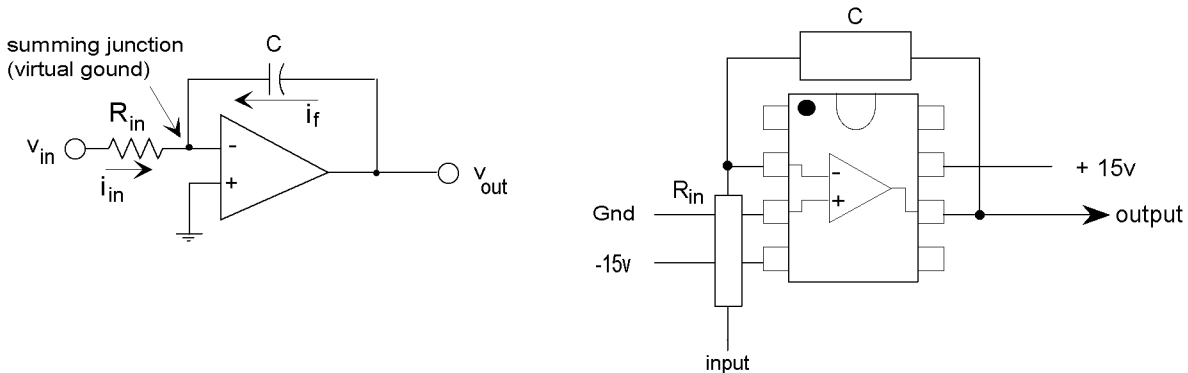 summing junction
(virtual gound)
C
R_in
i_f
v_in
i_in
-
+
v_out
C
R_in
Gnd
-15v
-
+
+ 15v
output
input